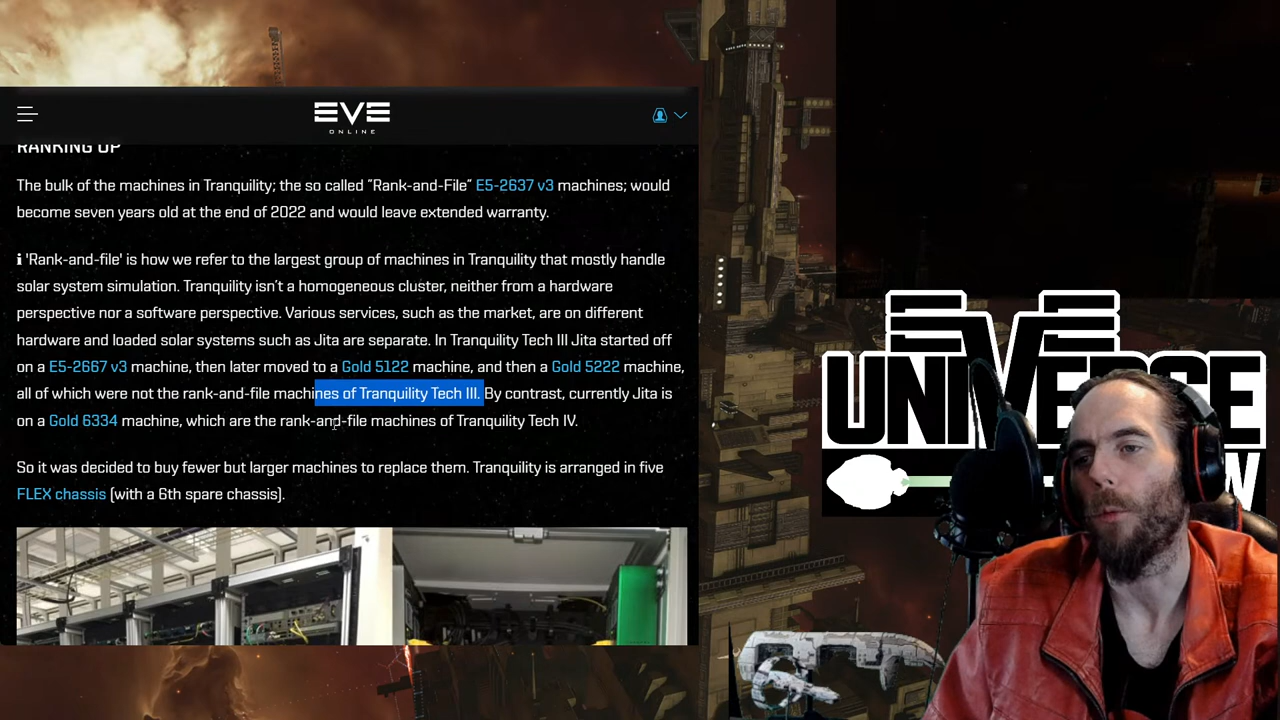 EVE
ONLINE
RANKING UP
The bulk of the machines in Tranquility; the so called "Rank-and-File" E5-2637 v3 machines; would
become seven years old at the end of 2022 and would leave extended warranty.
i 'Rank-and-file' is how we refer to the largest group of machines in Tranquility that mostly handle
solar system simulation. Tranquility isn't a homogeneous cluster, neither from a hardware
perspective nor a software perspective. Various services, such as the market, are on different
hardware and loaded solar systems such as Jita are separate. In Tranquility Tech III Jita started off
on a E5-2667 v3 machine, then later moved to a Gold 5122 machine, and then a Gold 5222 machine,
all of which were not the rank-and-file machines of Tranquility Tech III. By contrast, currently Jita is
on a Gold 6334 machine, which are the rank-and-file machines of Tranquility Tech IV.
So it was decided to buy fewer but larger machines to replace them. Tranquility is arranged in five
FLEX chassis (with a 6th spare chassis).
EVE
UNIVERSE